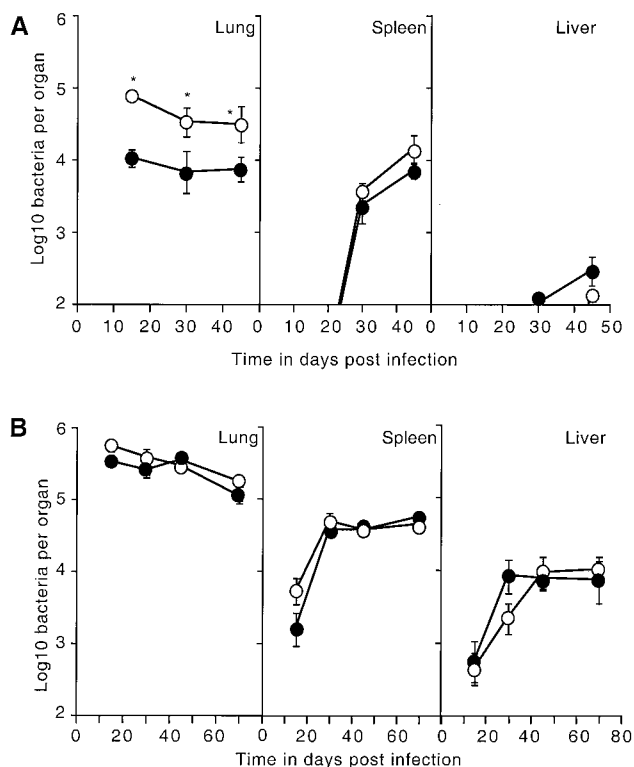 A
Lung
Spleen
Liver
Log10 bacteria per organ
6
5
4
3
2
* * *
0 10 20 30 40 0 10 20 30 40 0 10 20 30 40 50
Time in days post infection
B
Lung
Spleen
Liver
Log10 bacteria per organ
6
5
4
3
2
0 20 40 60 0 20 40 60 0 20 40 60 80
Time in days post infection